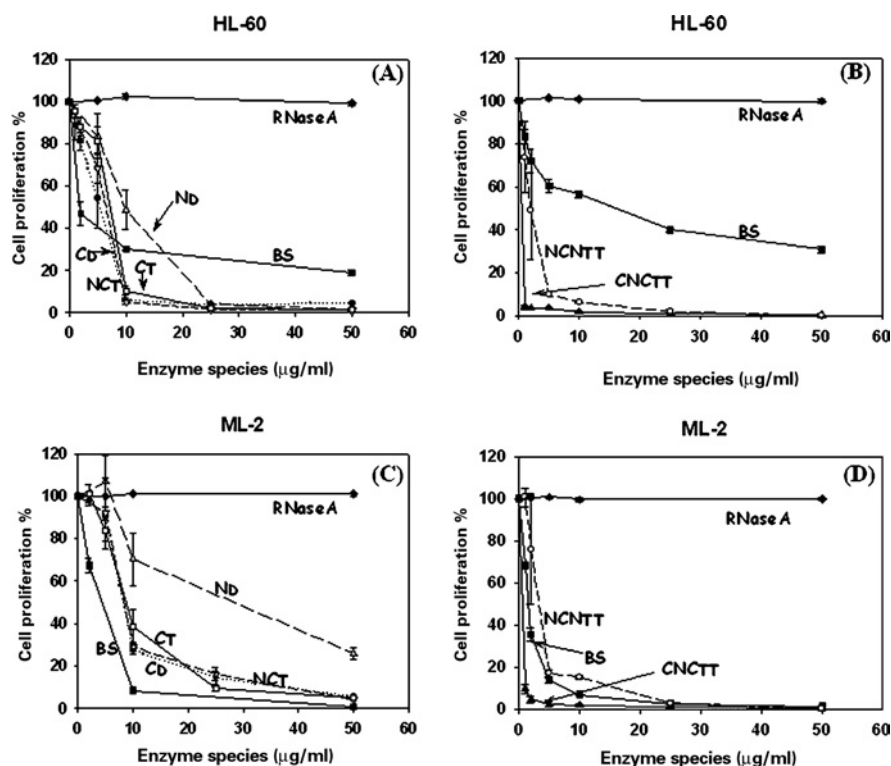 HL-60
(A)
Cell proliferation %
120
100
80
60
40
20
0
RNase A
ND
BS
CD
CT
NCT
0 10 20 30 40 50 60
Enzyme species (μg/ml)
HL-60
(B)
Cell proliferation %
120
100
80
60
40
20
0
RNase A
BS
NCNTT
CNCTT
0 10 20 30 40 50 60
Enzyme species (μg/ml)
ML-2
(C)
Cell proliferation %
120
100
80
60
40
20
0
RNase A
ND
CT
BS
CD
NCT
0 10 20 30 40 50 60
Enzyme species (μg/ml)
ML-2
(D)
Cell proliferation %
120
100
80
60
40
20
0
RNase A
NCNTT
BS
CNCTT
0 10 20 30 40 50 60
Enzyme species (μg/ml)